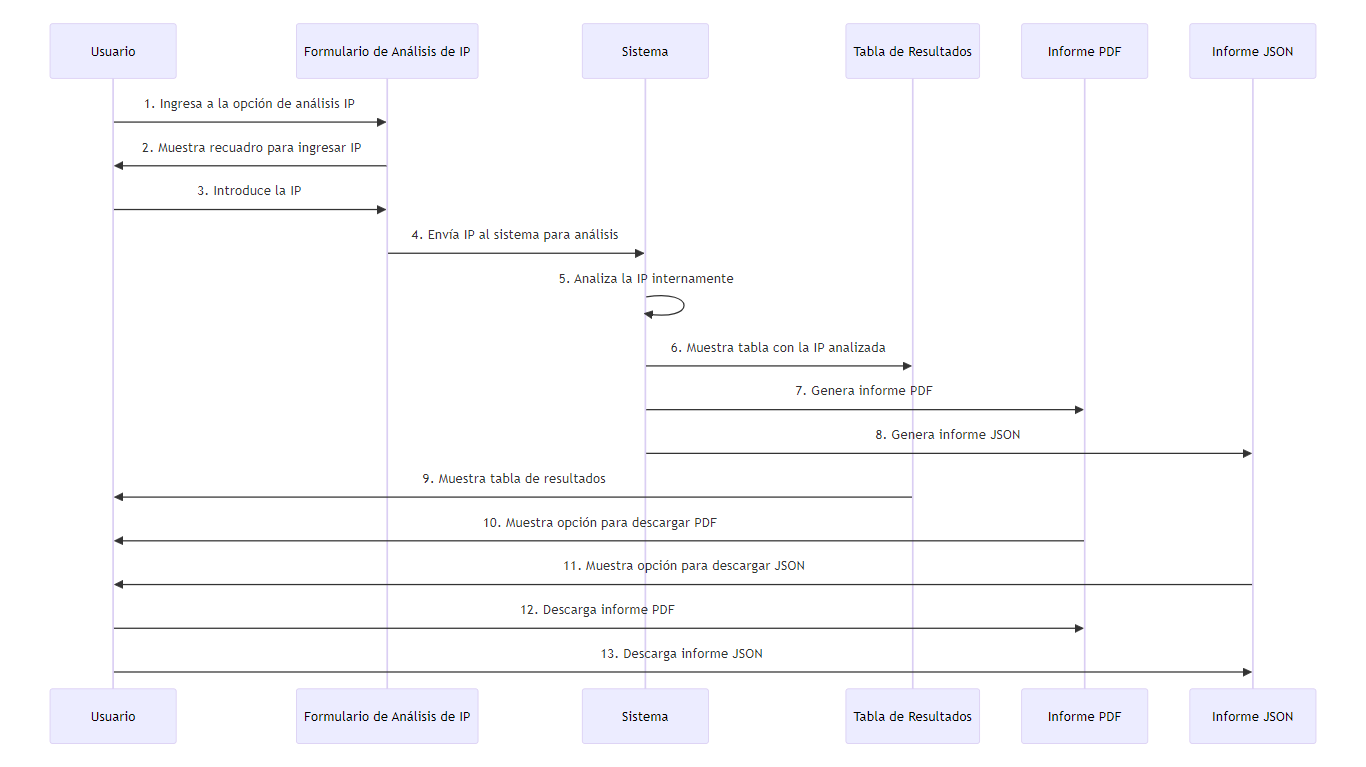 Usuario
Formulario de Análisis de IP
Sistema
Tabla de Resultados
Informe PDF
Informe JSON
1. Ingresa a la opción de análisis IP
2. Muestra recuadro para ingresar IP
3. Introduce la IP
4. Envía IP al sistema para análisis
5. Analiza la IP internamente
6. Muestra tabla con la IP analizada
7. Genera informe PDF
8. Genera informe JSON
9. Muestra tabla de resultados
10. Muestra opción para descargar PDF
11. Muestra opción para descargar JSON
12. Descarga informe PDF
13. Descarga informe JSON
Usuario
Formulario de Análisis de IP
Sistema
Tabla de Resultados
Informe PDF
Informe JSON